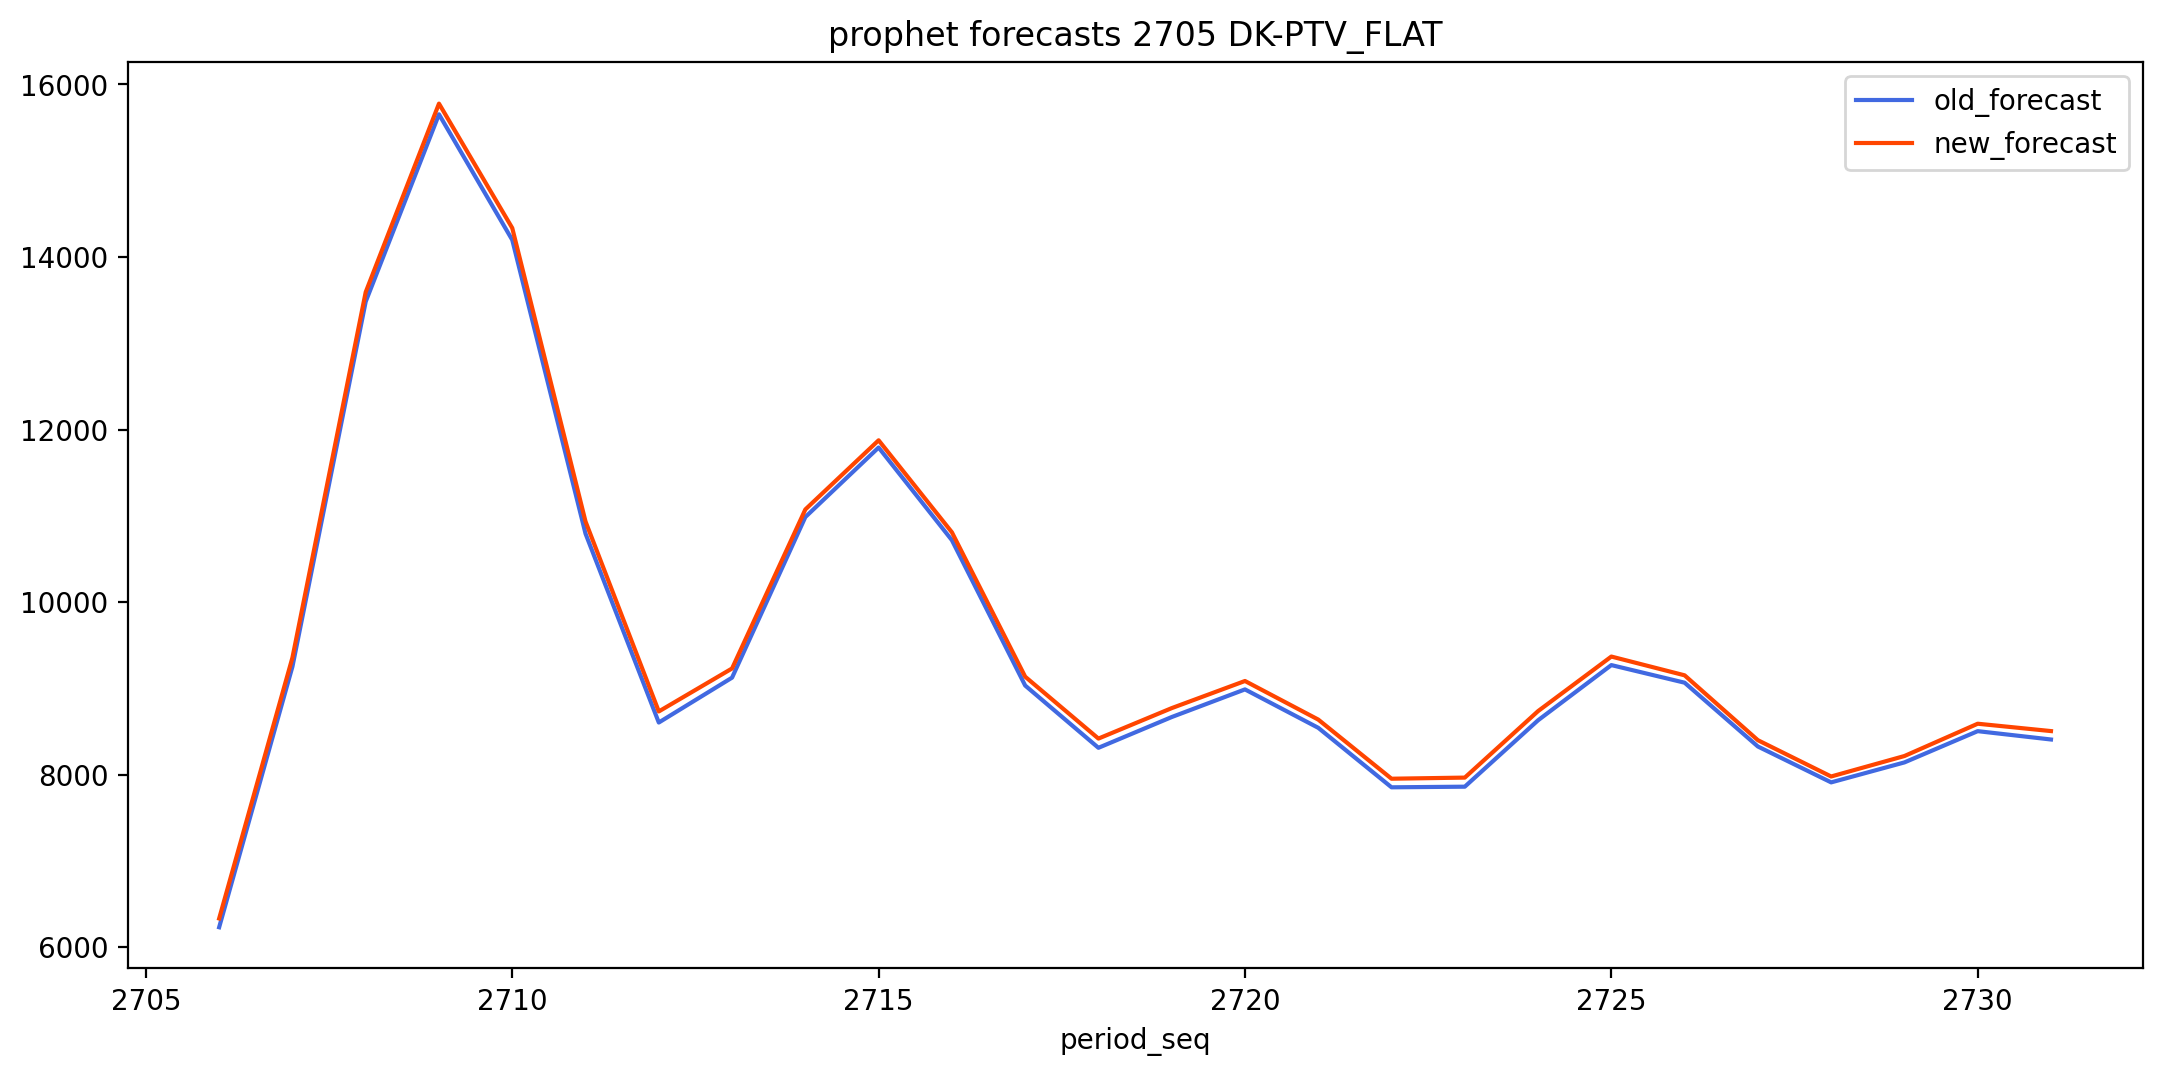 prophet forecasts 2705 DK-PTV_FLAT
old_forecast
new_forecast
16000
14000
12000
10000
8000
6000
2705 2710 2715 2720 2725 2730
period_seq